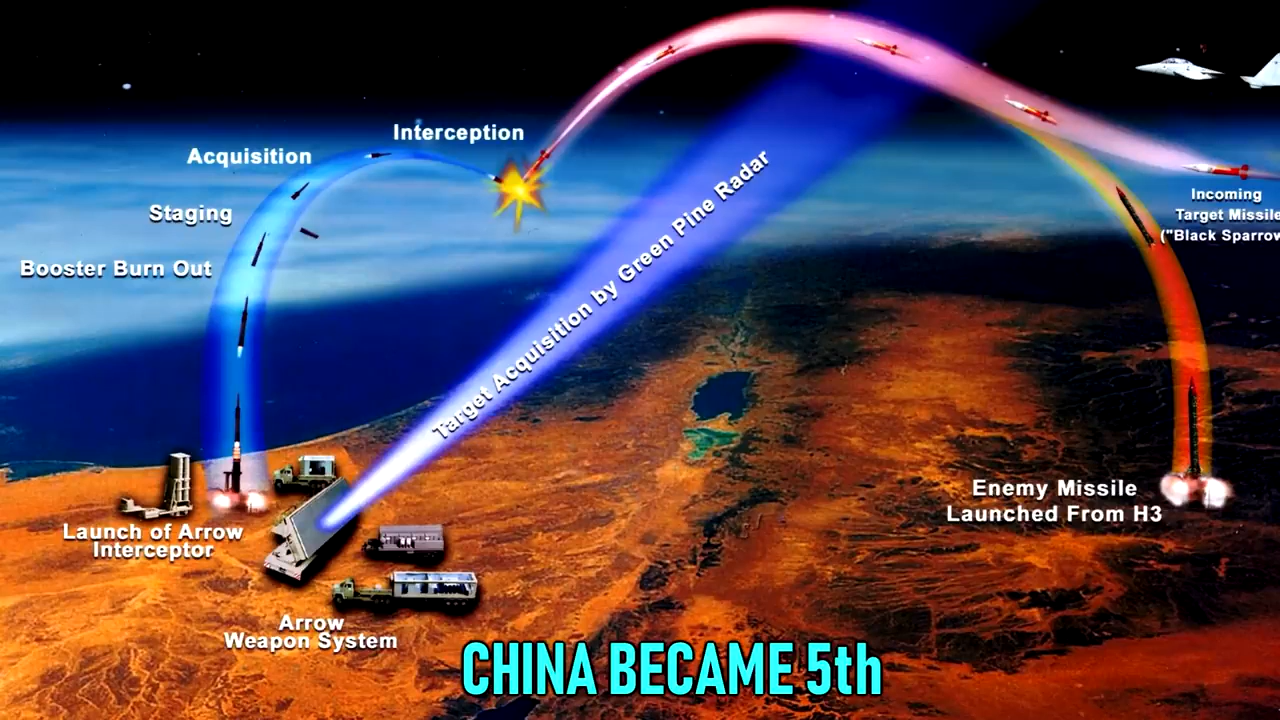 Interception
Acquisition
Staging
Booster Burn Out
Target Acquisition by Green Pine Radar
Incoming
Target Missile
("Black Sparrow
Enemy Missile
Launched From H3
Launch of Arrow
Interceptor
Arrow
Weapon System
CHINA BECAME 5th